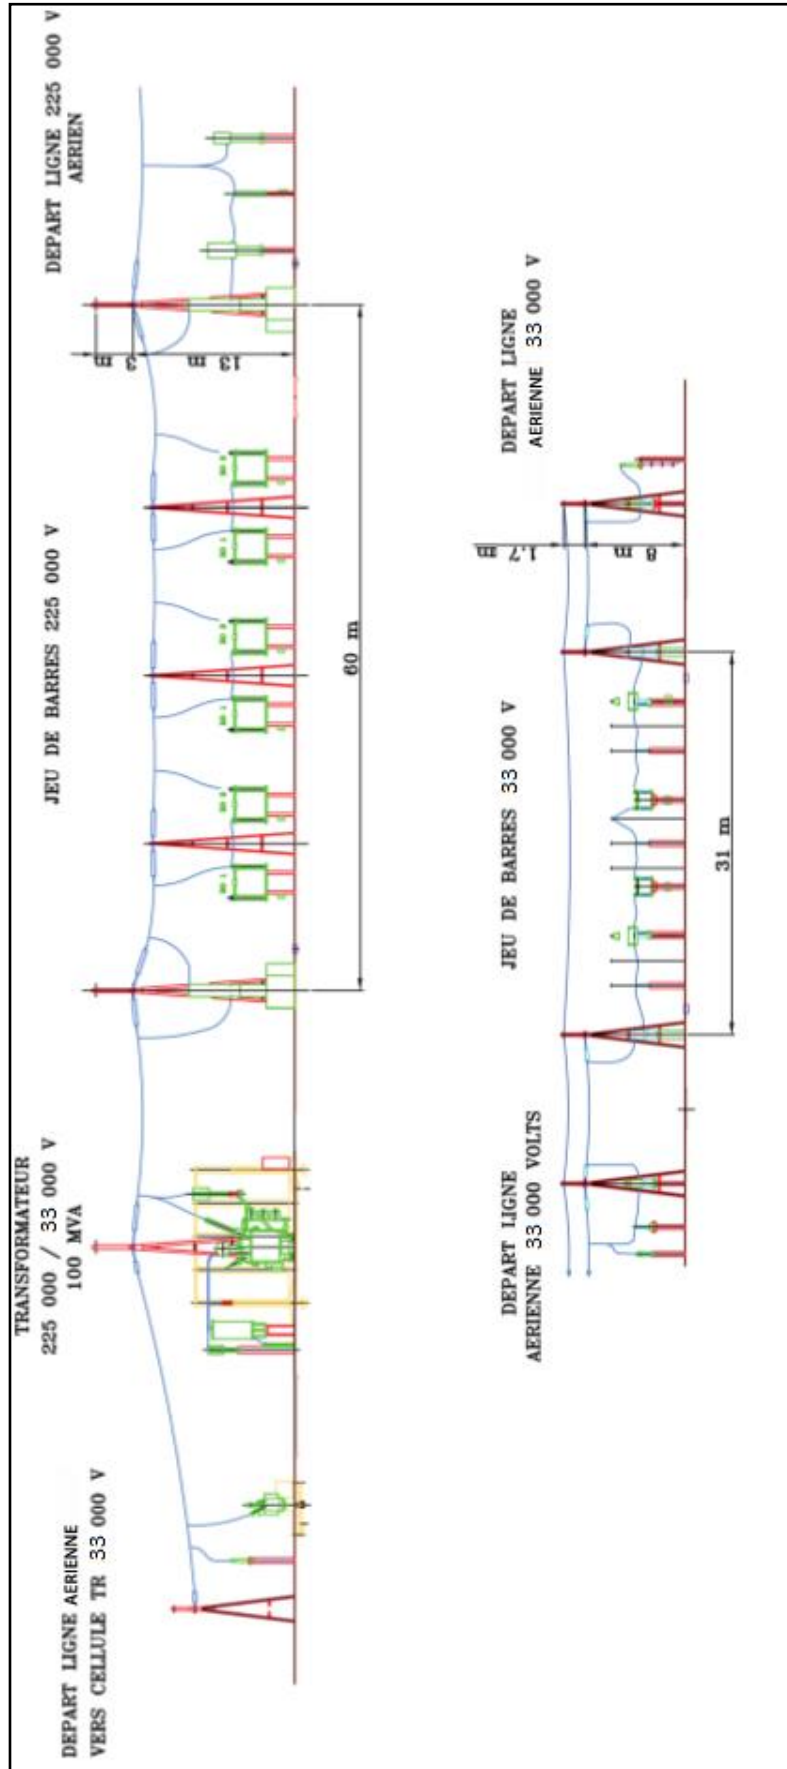 DEPART LIGNE AERIENNE
VERS CELLULE TR 33 000 V
TRANSFORMATEUR
225 000 / 33 000 V
100 MVA
JEU DE BARRES 225 000 V
DEPART LIGNE 225 000 V
AERIEN
3 m
13 m
60 m
DEPART LIGNE
AERIENNE 33 000 VOLTS
JEU DE BARRES 33 000 V
DEPART LIGNE
AERIENNE 33 000 V
1.7 m
8 m
31 m